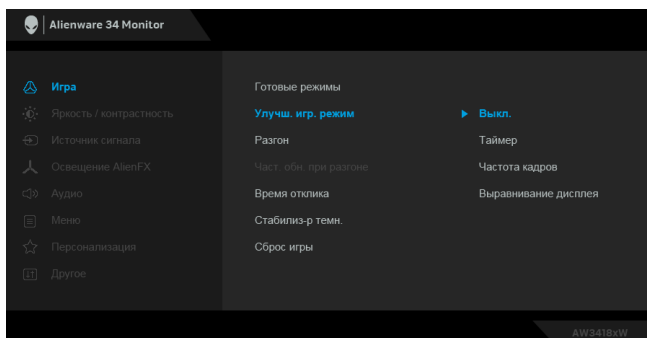 Alienware 34 Monitor
Игра
Яркость / контрастность
Источник сигнала
Освещение AlienFX
Аудио
Меню
Персонализация
Другое
Готовые режимы
Улучш. игр. режим
Разгон
Част. обн. при разгоне
Время отклика
Стабилиз-р темн.
Сброс игры
Выкл.
Таймер
Частота кадров
Выравнивание дисплея
AW3418xW